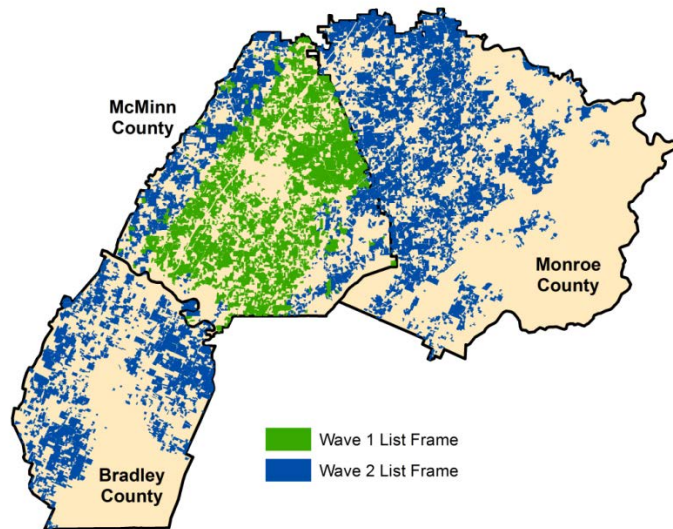 McMinn
County
Monroe
County
Wave 1 List Frame
Wave 2 List Frame
Bradley
County